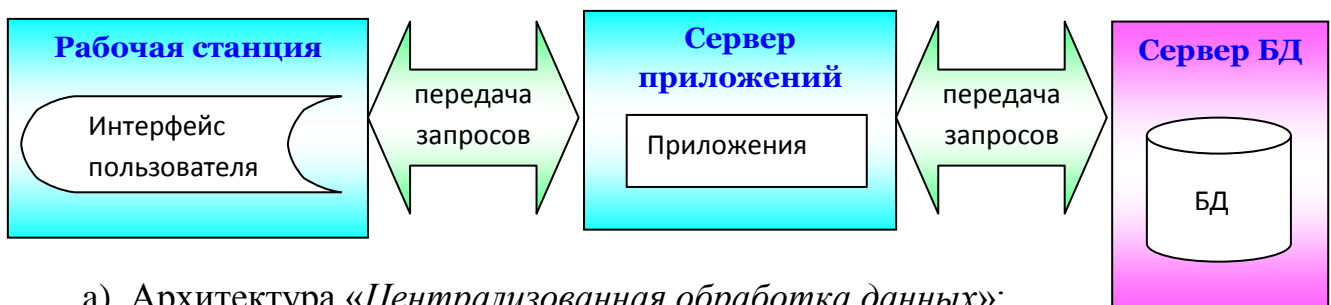 Рабочая станция
Интерфейс
пользователя
передача
запросов
Сервер
приложений
Приложения
передача
запросов
Сервер БД
БД
а) Архитектура «Централизованная обработка данных»;